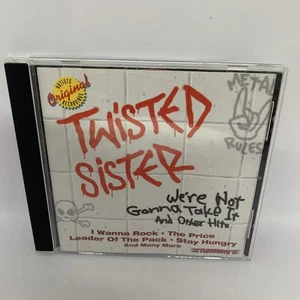 ARTISTS
Original
RECORDINGS
METAL
RULES
TWISTED
SISTER
We're Not
Gonna Take It
And Other Hits
I Wanna Rock • The Price
Leader Of The Pack • Stay Hungry
And Many More